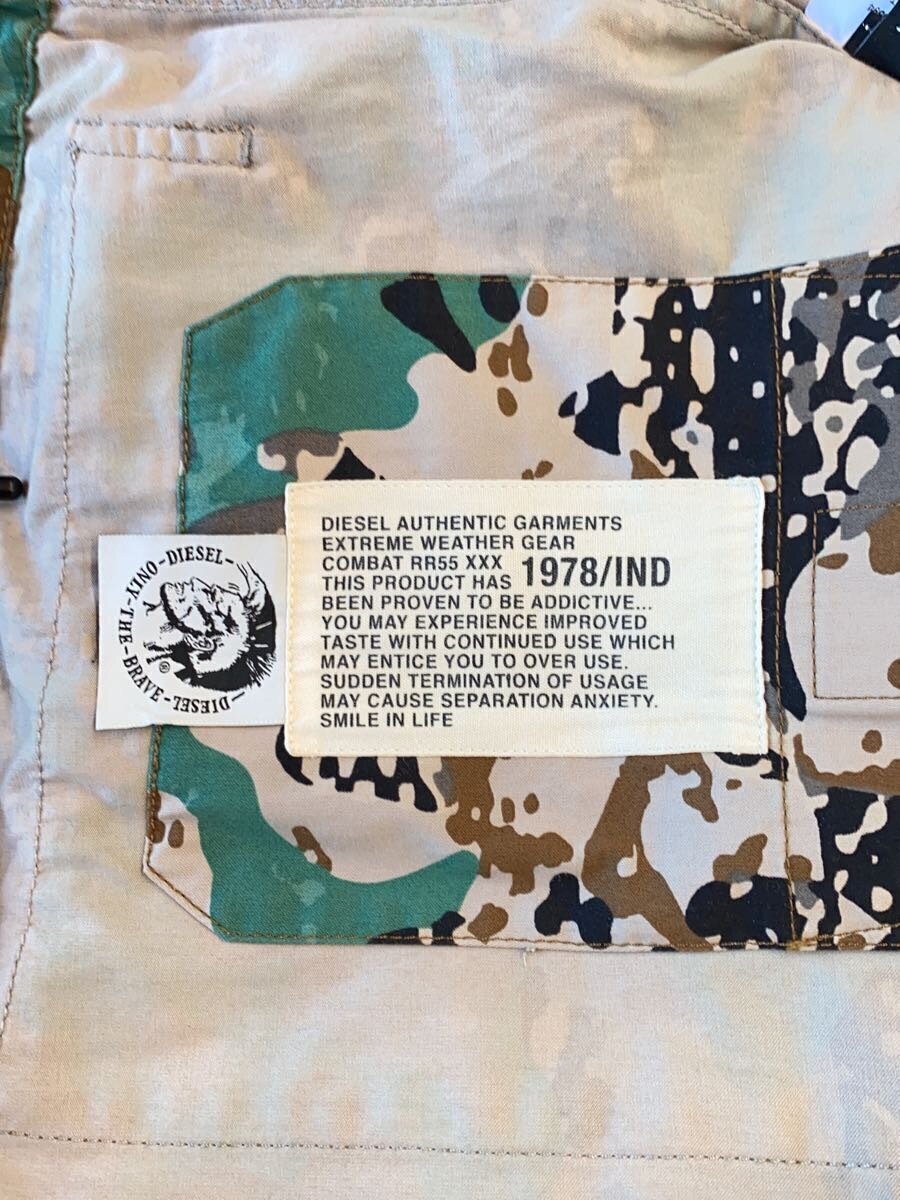 DIESEL AUTHENTIC GARMENTS
EXTREME WEATHER GEAR
COMBAT RR55 XXX
THIS PRODUCT HAS 1978/IND
BEEN PROVEN TO BE ADDICTIVE...
YOU MAY EXPERIENCE IMPROVED
TASTE WITH CONTINUED USE WHICH
MAY ENTICE YOU TO OVER USE.
SUDDEN TERMINATION OF USAGE
MAY CAUSE SEPARATION ANXIETY.
SMILE IN LIFE
DIESEL-ONLY-THE-BRAVE-DIESEL-
®